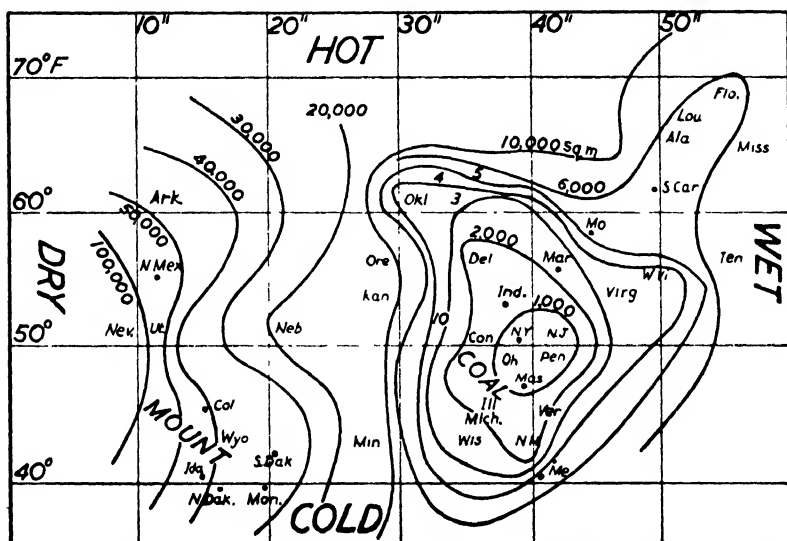 10" 20" 30" 40" 50"
HOT
70°F
Flo.
20,000
30,000
Lou
10,000 Sq m
Ala
Miss
40,000
4 5 6,000
Ark.
Okl 3
S Car
60°
50,000
Mo
2,000
DRY
WET
100,000
N Mex
Ore
Del
Mar
Ten
Kan
Ind.
Virg
1,000
Nev.
Ut.
Neb
10
Con
NY
NJ
50°
Oh
Pen
COAL
Mas
Col
Ill
Mich.
Ver
MOUNT
Wyo
Min
Wis
NH
S.Dak
Me
Ida
40°
N Dak.
Mon.
COLD